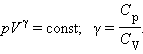 pV^γ = const; γ = C_p / C_V.